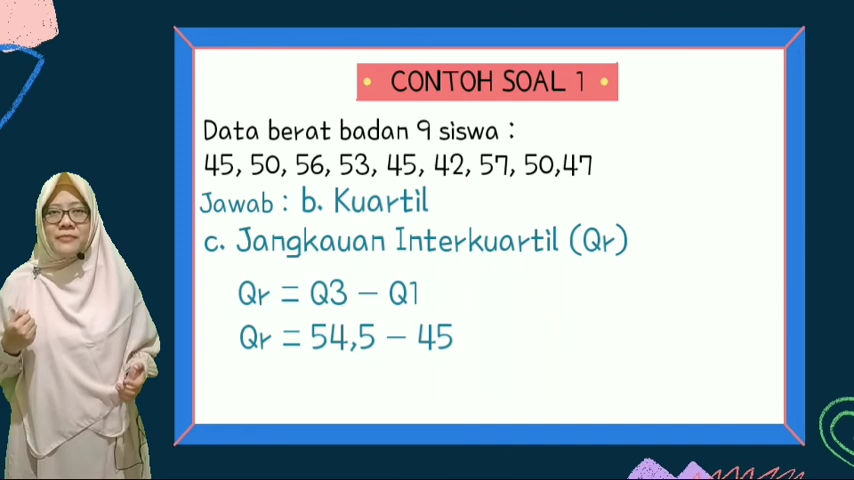 CONTOH SOAL 1
Data berat badan 9 siswa :
45, 50, 56, 53, 45, 42, 57, 50,47
Jawab : b. Kuartil
c. Jangkauan Interkuartil (Qr)
Qr = Q3 - Q1
Qr = 54,5 - 45